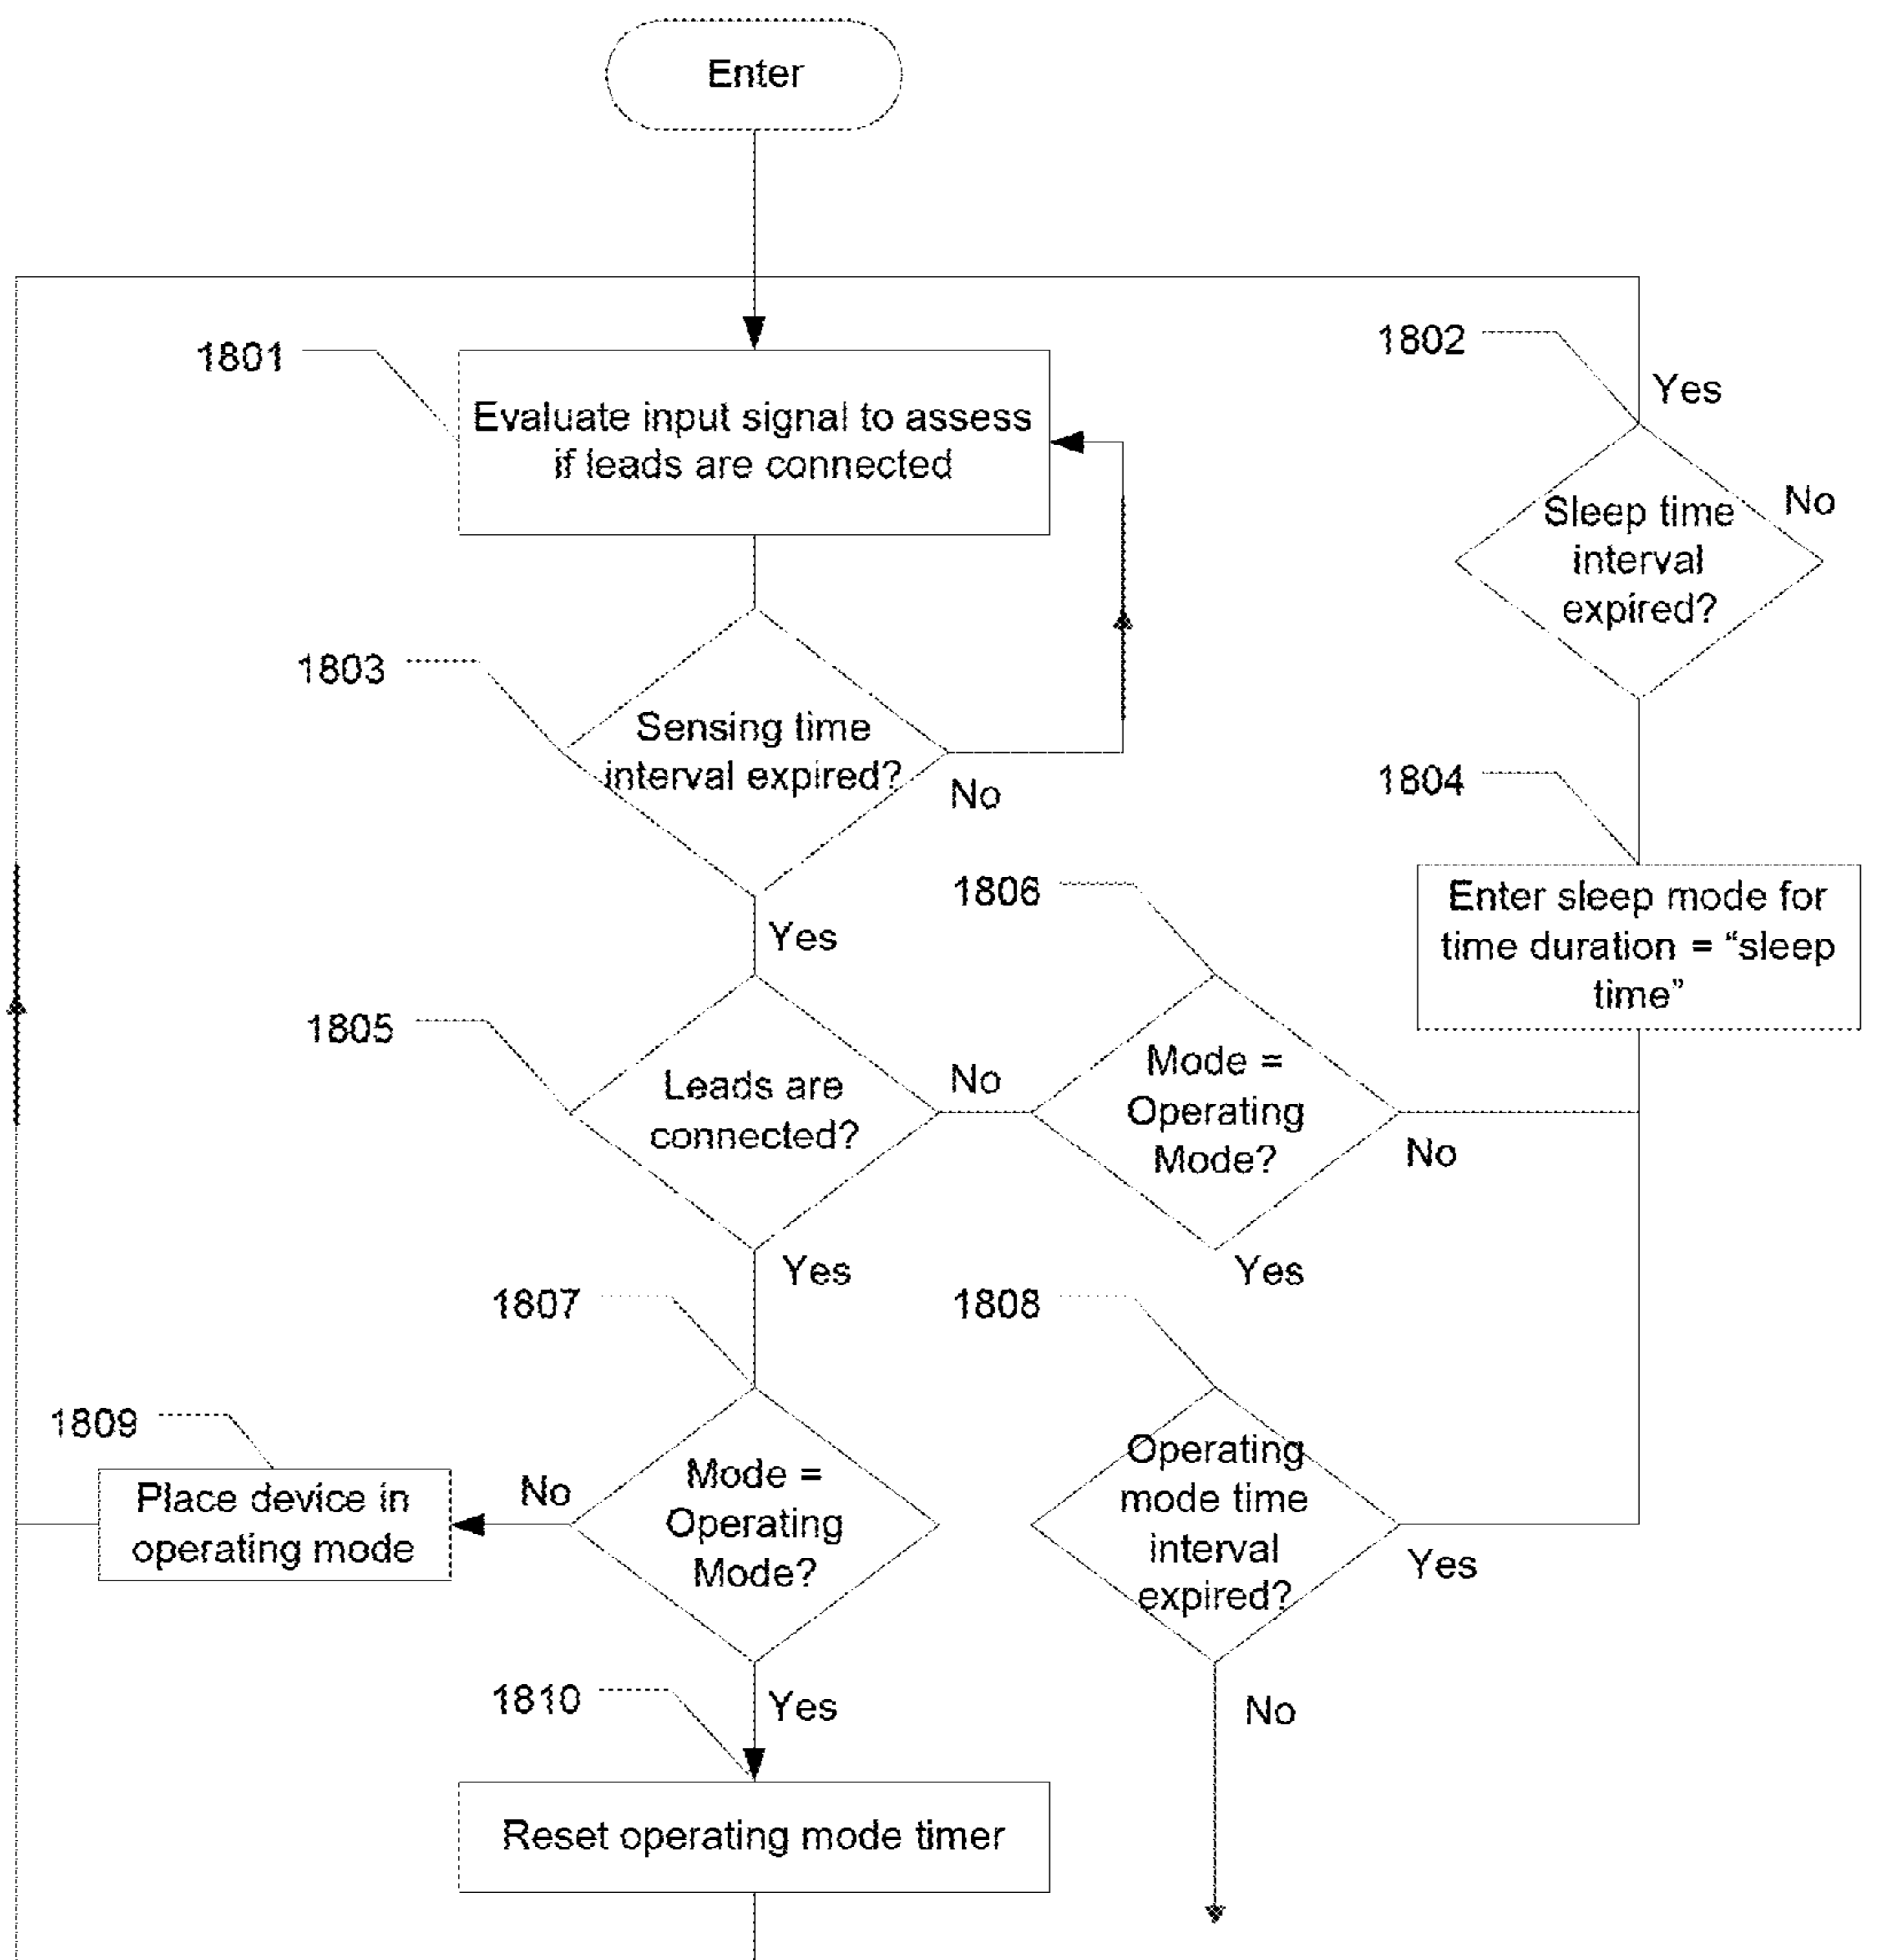 Enter
1801
Evaluate input signal to assess
if leads are connected
1802
Yes
No
Sleep time
interval
expired?
1803
Sensing time
interval expired?
No
Yes
1804
Enter sleep mode for
time duration = “sleep
time”
1805
Leads are
connected?
No
Yes
1806
Mode =
Operating
Mode?
No
Yes
1807
Mode =
Operating
Mode?
No
Yes
1808
Operating
mode time
interval
expired?
Yes
No
1809
Place device in
operating mode
1810
Reset operating mode timer